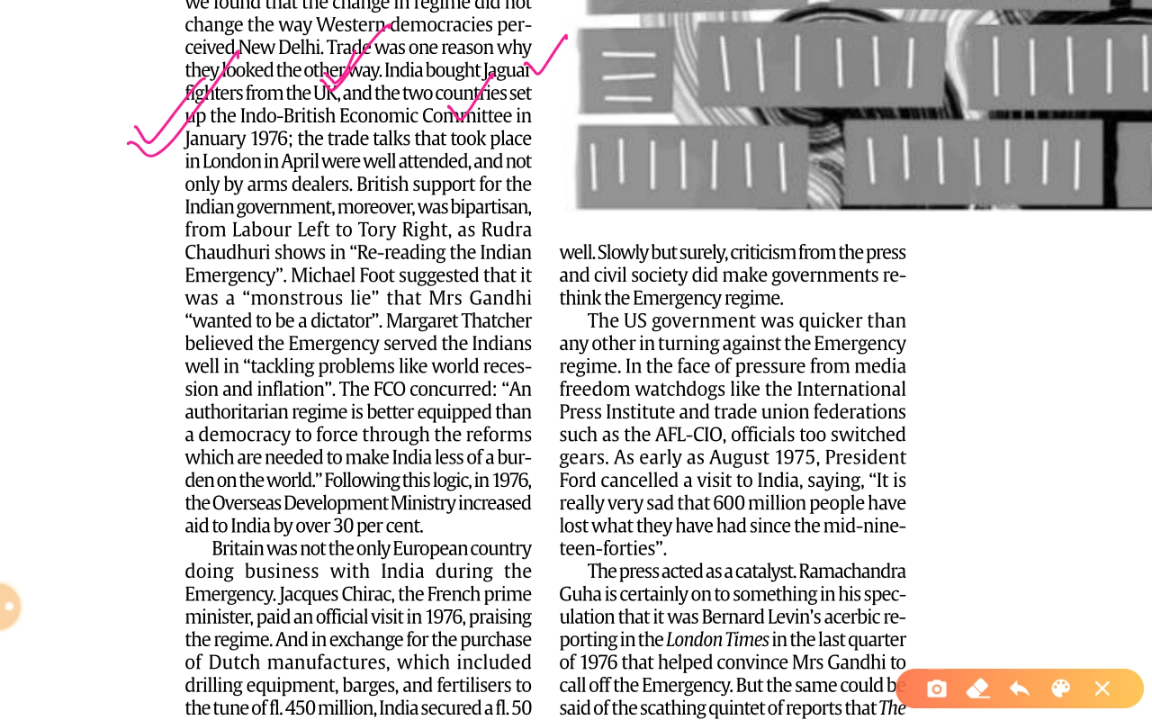 we found that the change in regime did not
change the way Western democracies per-
ceived New Delhi. Trade was one reason why
they looked the other way. India bought Jaguar
fighters from the UK, and the two countries set
up the Indo-British Economic Committee in
January 1976; the trade talks that took place
in London in April were well attended, and not
only by arms dealers. British support for the
Indian government, moreover, was bipartisan,
from Labour Left to Tory Right, as Rudra
Chaudhuri shows in “Re-reading the Indian
Emergency”. Michael Foot suggested that it
was a “monstrous lie” that Mrs Gandhi
“wanted to be a dictator”. Margaret Thatcher
believed the Emergency served the Indians
well in “tackling problems like world reces-
sion and inflation”. The FCO concurred: “An
authoritarian regime is better equipped than
a democracy to force through the reforms
which are needed to make India less of a bur-
den on the world.” Following this logic, in 1976,
the Overseas Development Ministry increased
aid to India by over 30 per cent.
Britain was not the only European country
doing business with India during the
Emergency. Jacques Chirac, the French prime
minister, paid an official visit in 1976, praising
the regime. And in exchange for the purchase
of Dutch manufactures, which included
drilling equipment, barges, and fertilisers to
the tune of fl. 450 million, India secured a fl. 50
well. Slowly but surely, criticism from the press
and civil society did make governments re-
think the Emergency regime.
The US government was quicker than
any other in turning against the Emergency
regime. In the face of pressure from media
freedom watchdogs like the International
Press Institute and trade union federations
such as the AFL-CIO, officials too switched
gears. As early as August 1975, President
Ford cancelled a visit to India, saying, “It is
really very sad that 600 million people have
lost what they have had since the mid-nine-
teen-forties”.
The press acted as a catalyst. Ramachandra
Guha is certainly on to something in his spec-
ulation that it was Bernard Levin’s acerbic re-
porting in the London Times in the last quarter
of 1976 that helped convince Mrs Gandhi to
call off the Emergency. But the same could be
said of the scathing quintet of reports that The